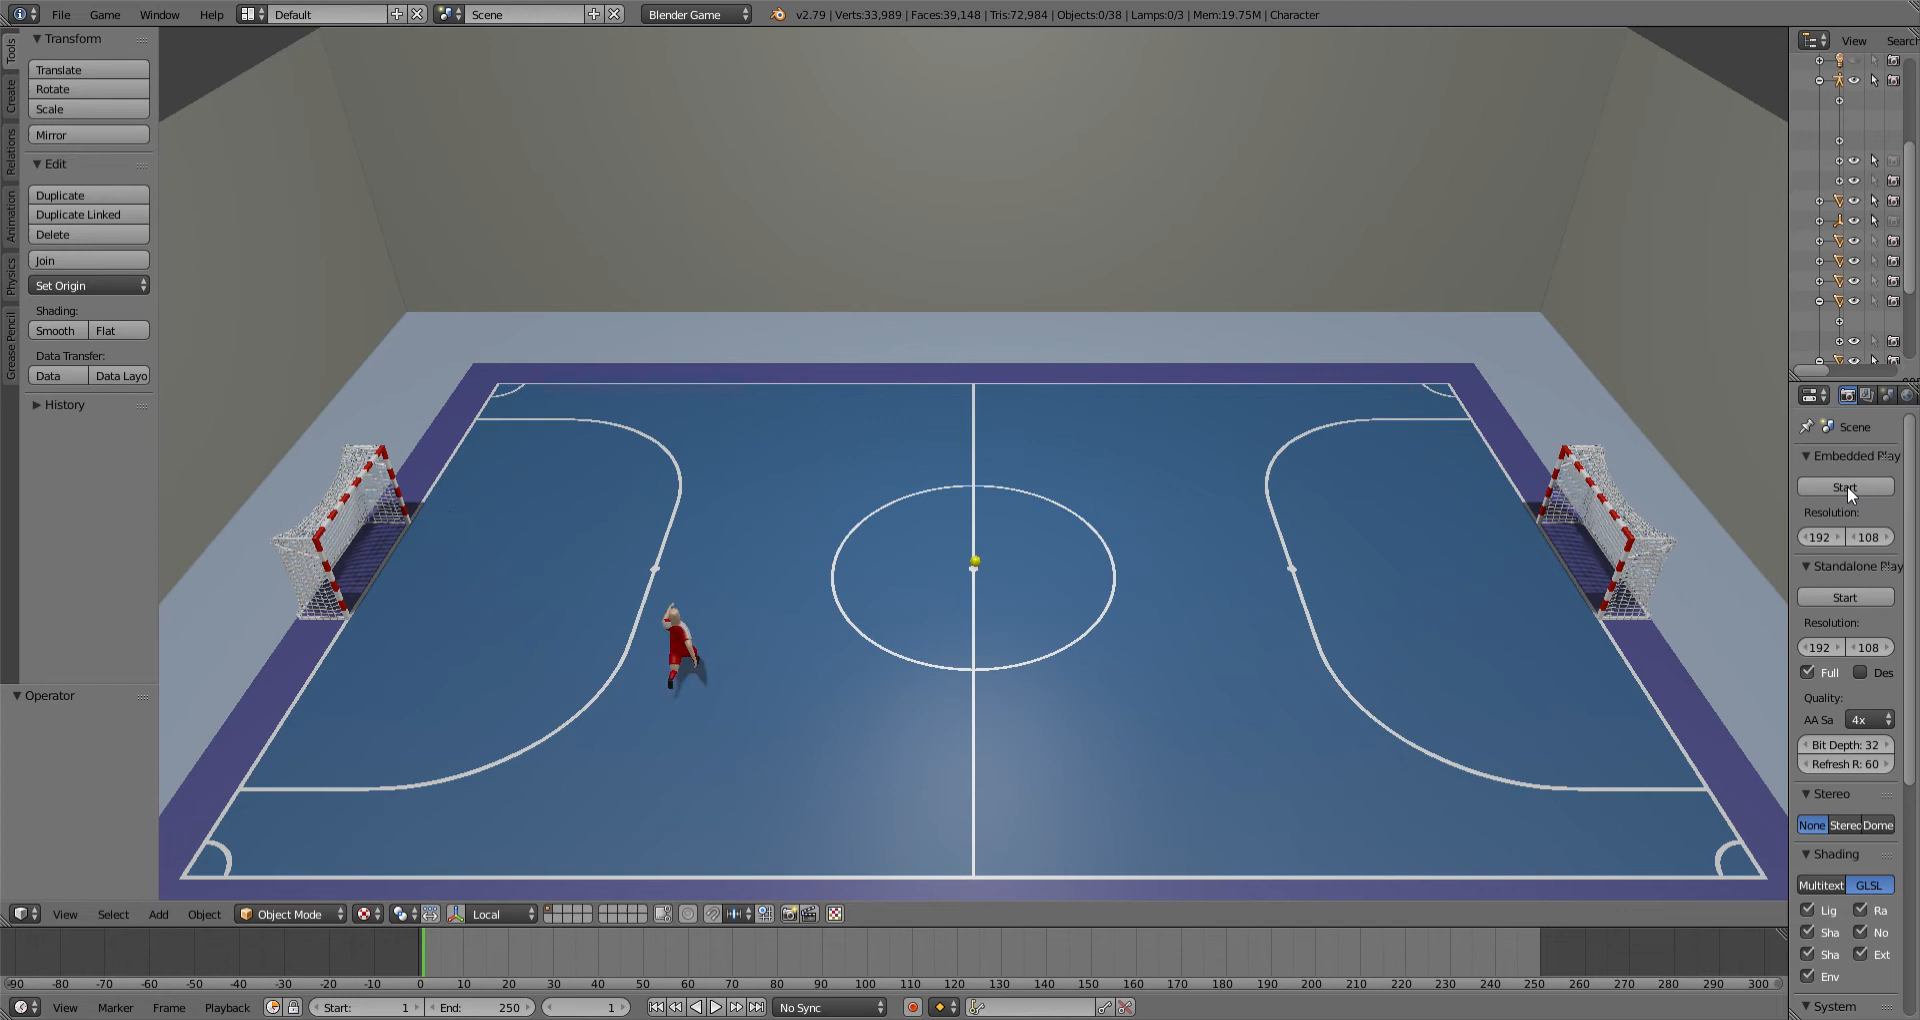 File Game Window Help Default Scene Blender Game v2.79 | Verts:33,989 | Faces:39,148 | Tris:72,984 | Objects:0/38 | Lamps:0/3 | Mem:19.75M | Character
Tools
Create
Relations
Animation
Physics
Grease Pencil
Transform
Translate
Rotate
Scale
Mirror
Edit
Duplicate
Duplicate Linked
Delete
Join
Set Origin
Shading:
Smooth Flat
Data Transfer:
Data Data Layo
History
Operator
View Search
Scene
Embedded Play
Start
Resolution:
192 108
Standalone Play
Start
Resolution:
192 108
Full Des
Quality:
AA Sa 4x
Bit Depth: 32
Refresh R: 60
Stereo
None Stereo Dome
Shading
Multitext GLSL
Lig Ra
Sha No
Sha Ext
Env
System
View Select Add Object Object Mode Local
-90 -80 -70 -60 -50 -40 -30 -20 -10 0 10 20 30 40 50 60 70 80 90 100 110 120 130 140 150 160 170 180 190 200 210 220 230 240 250 260 270 280 290 300
View Marker Frame Playback Start: 1 End: 250 1 No Sync